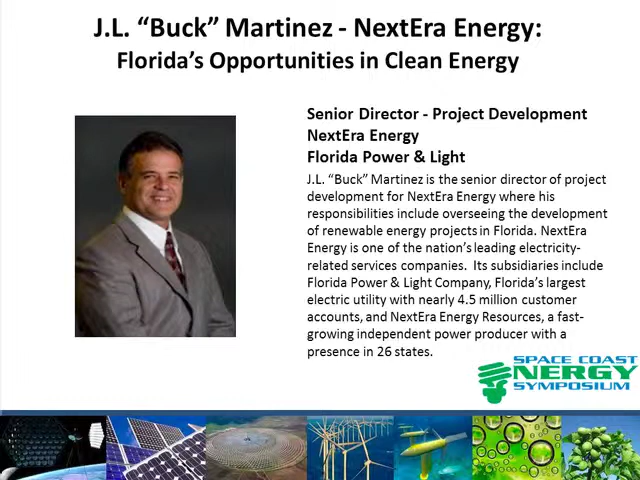 J.L. “Buck” Martinez - NextEra Energy:
Florida’s Opportunities in Clean Energy
Senior Director - Project Development
NextEra Energy
Florida Power & Light
J.L. “Buck” Martinez is the senior director of project
development for NextEra Energy where his
responsibilities include overseeing the development
of renewable energy projects in Florida. NextEra
Energy is one of the nation’s leading electricity-
related services companies.  Its subsidiaries include
Florida Power & Light Company, Florida’s largest
electric utility with nearly 4.5 million customer
accounts, and NextEra Energy Resources, a fast-
growing independent power producer with a
presence in 26 states.
SPACE COAST
ENERGY
SYMPOSIUM